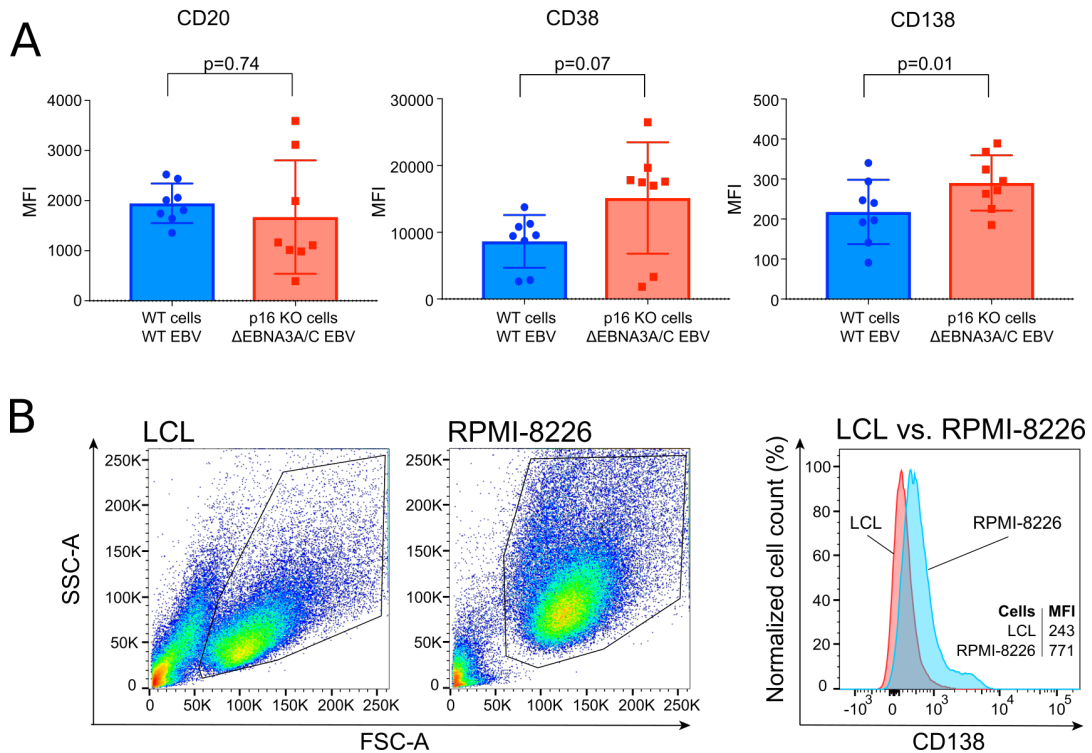 A
CD20
CD38
CD138
p=0.74
p=0.07
p=0.01
MFI
4000
3000
2000
1000
0
WT cells
WT EBV
p16 KO cells
ΔEBNA3A/C EBV
MFI
30000
20000
10000
0
WT cells
WT EBV
p16 KO cells
ΔEBNA3A/C EBV
MFI
500
400
300
200
100
0
WT cells
WT EBV
p16 KO cells
ΔEBNA3A/C EBV
B
LCL
RPMI-8226
LCL vs. RPMI-8226
SSC-A
250K
200K
150K
100K
50K
0
0 50K 100K 150K 200K 250K
250K
200K
150K
100K
50K
0
0 50K 100K 150K 200K 250K
FSC-A
Normalized cell count (%)
100
80
60
40
20
0
LCL
RPMI-8226
Cells MFI
LCL 243
RPMI-8226 771
-10³ 0 10³ 10⁴ 10⁵
CD138